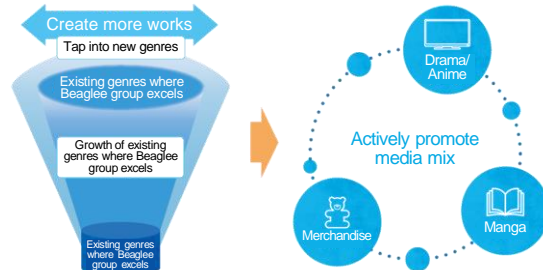 Create more works
Tap into new genres
Existing genres where
Beaglee group excels
Growth of existing
genres where Beaglee
group excels
Existing genres
where Beaglee
group excels
Drama/
Anime
Actively promote
media mix
Merchandise
Manga